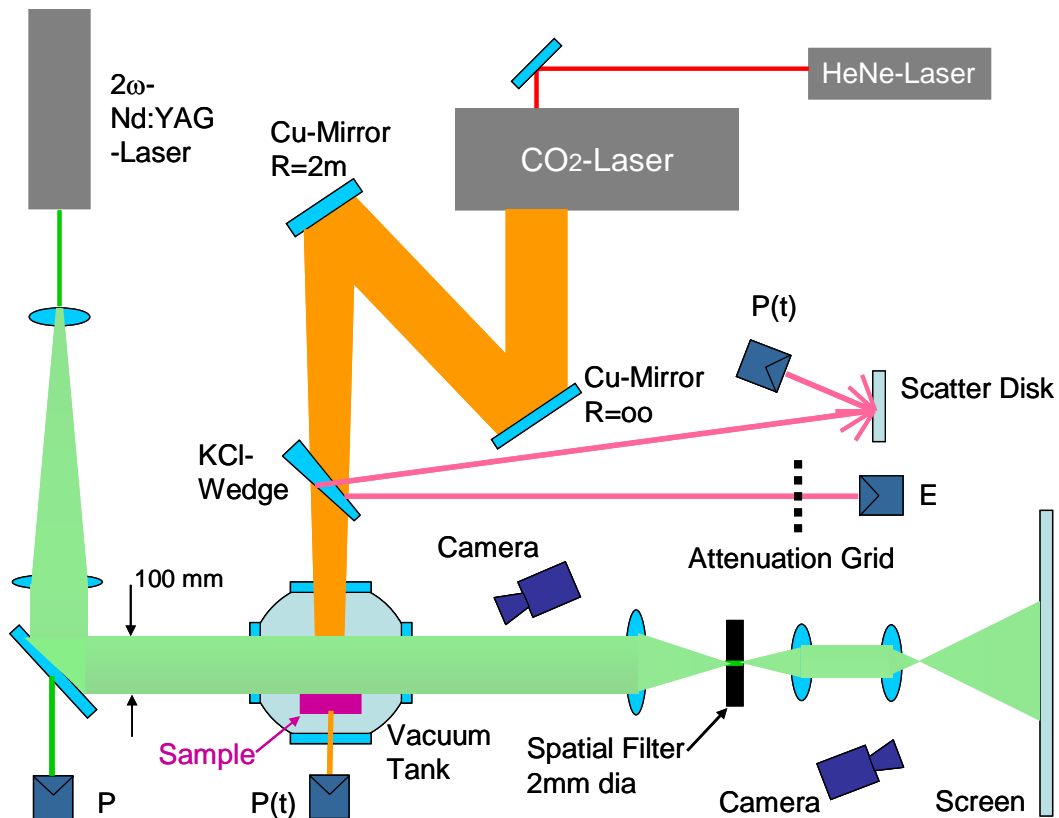 2ω-
Nd:YAG
-Laser
HeNe-Laser
Cu-Mirror
R=2m
CO2-Laser
P(t)
Scatter Disk
Cu-Mirror
R=oo
KCl-
Wedge
E
Camera
Attenuation Grid
100 mm
Sample
Vacuum
Tank
Spatial Filter
2mm dia
P
P(t)
Camera
Screen